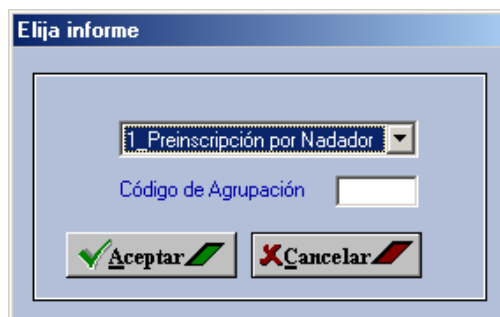 Elija informe
1_Preinscripción por Nadador
Código de Agrupación
Aceptar Cancelar